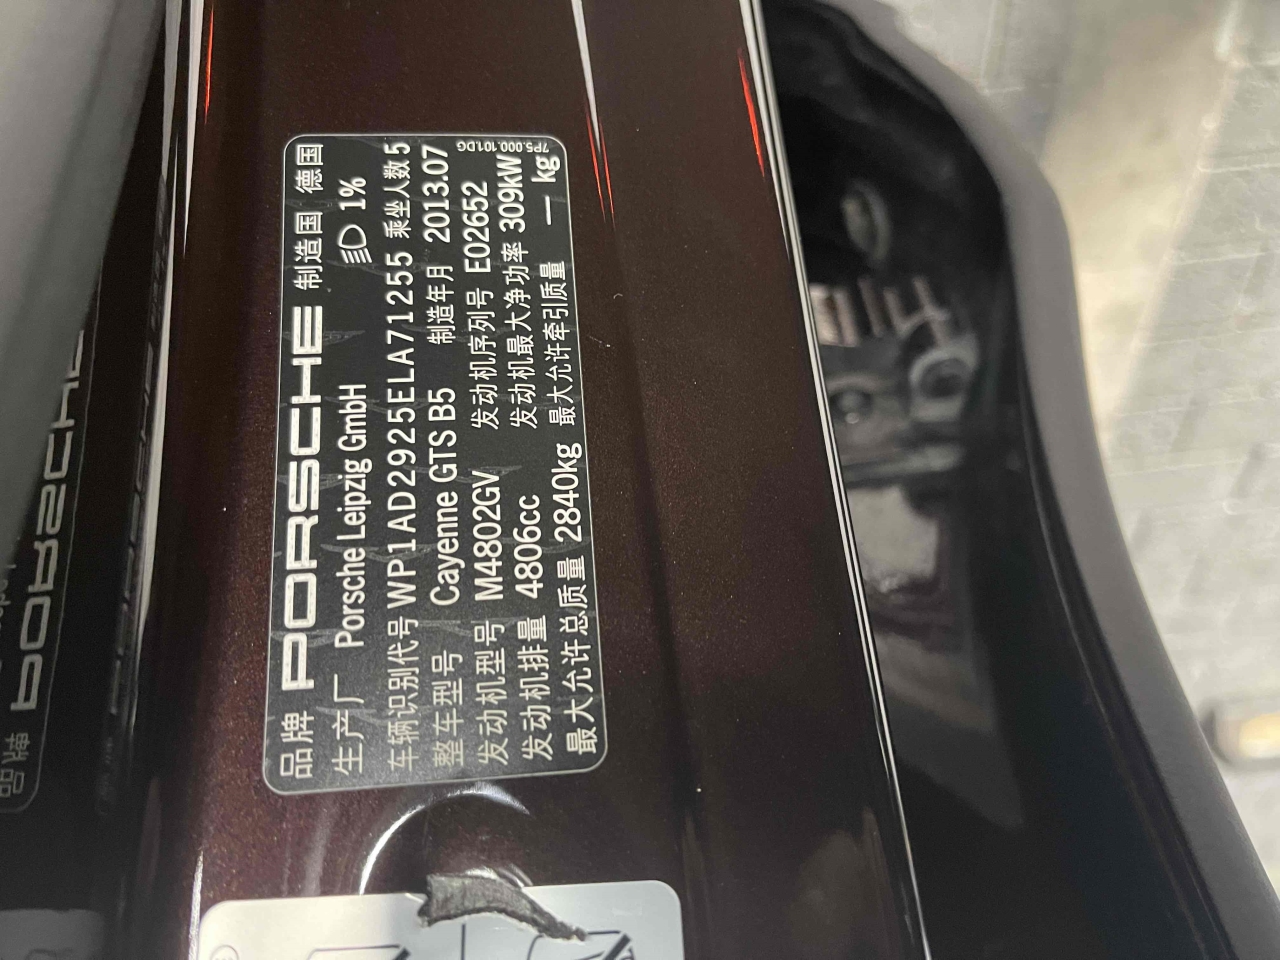 品牌 PORSCHE 制造国 德国
生产厂 Porsche Leipzig GmbH 1%
车辆识别代号 WP1AD2925ELA71255 乘坐人数 5
整车型号 Cayenne GTS B5 制造年月 2013.07
发动机型号 M4802GV 发动机序列号 E02652
发动机排量 4806cc 发动机最大净功率 309kW
最大允许总质量 2840kg 最大允许牵引质量 — kg
7P5.000.101.DG
品牌 PORSCHE